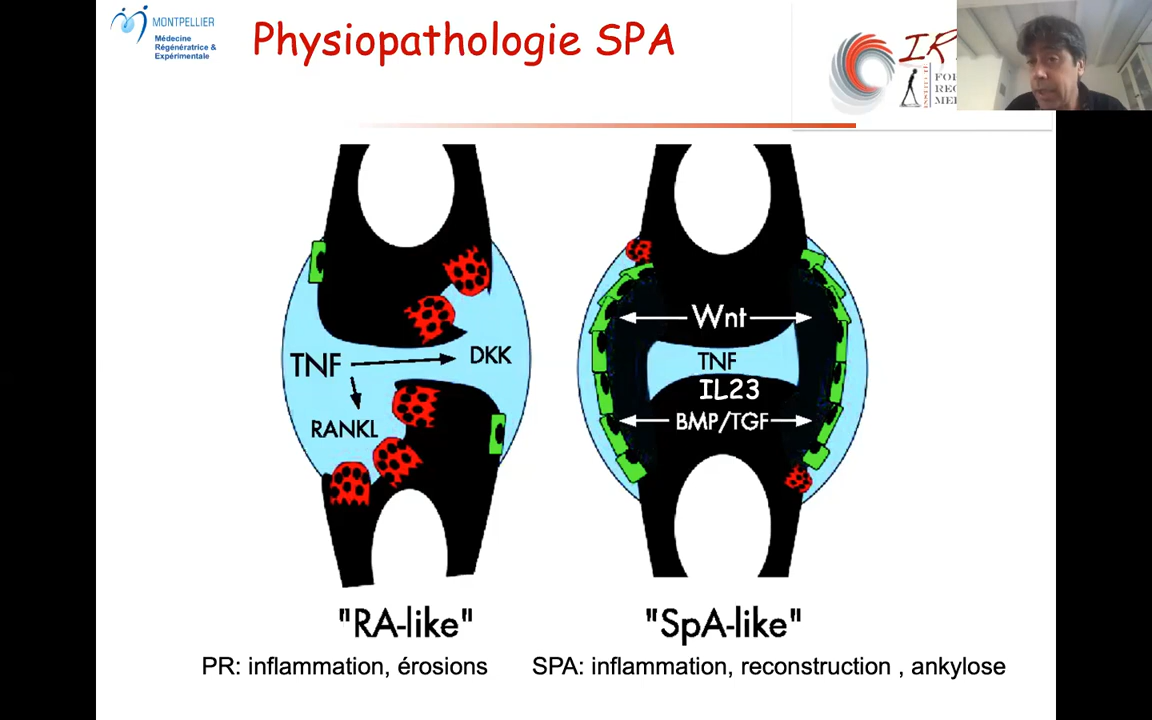 MONTPELLIER
Médecine
Régénératrice &
Expérimentale
Physiopathologie SPA
INSTITUTE
Wnt
TNF
DKK
TNF
IL23
RANKL
BMP/TGF
"RA-like"
"SpA-like"
PR: inflammation, érosions
SPA: inflammation, reconstruction , ankylose